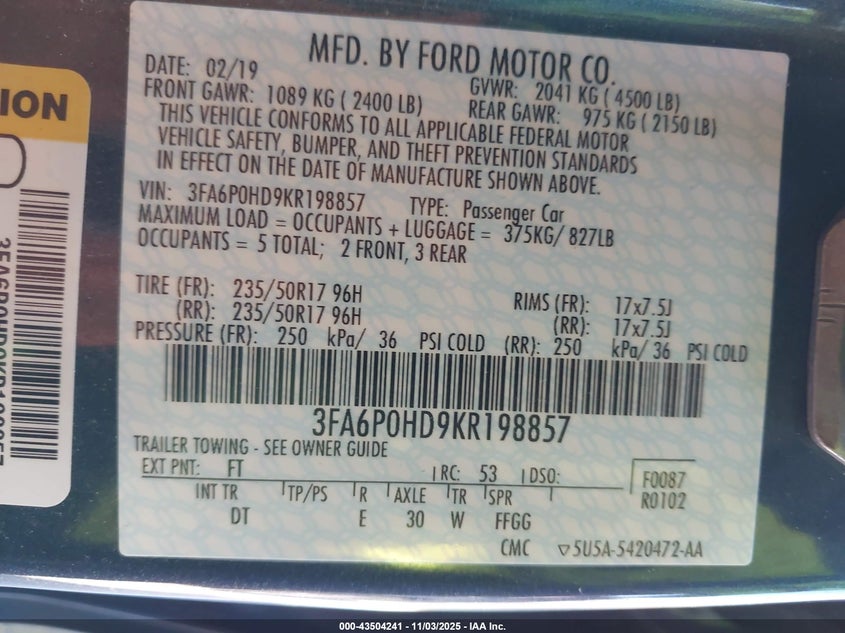 MFD. BY FORD MOTOR CO.
DATE: 02/19 GVWR: 2041 KG ( 4500 LB)
FRONT GAWR: 1089 KG ( 2400 LB) REAR GAWR: 975 KG ( 2150 LB)
THIS VEHICLE CONFORMS TO ALL APPLICABLE FEDERAL MOTOR
VEHICLE SAFETY, BUMPER, AND THEFT PREVENTION STANDARDS
IN EFFECT ON THE DATE OF MANUFACTURE SHOWN ABOVE.
VIN: 3FA6P0HD9KR198857 TYPE: Passenger Car
MAXIMUM LOAD = OCCUPANTS + LUGGAGE = 375KG/ 827LB
OCCUPANTS = 5 TOTAL; 2 FRONT, 3 REAR
TIRE (FR): 235/50R17 96H RIMS (FR): 17x7.5J
(RR): 235/50R17 96H (RR): 17x7.5J
PRESSURE (FR): 250 kPa/ 36 PSI COLD (RR): 250 kPa/ 36 PSI COLD
3FA6P0HD9KR198857
TRAILER TOWING - SEE OWNER GUIDE
EXT PNT: FT RC: 53 DSO: F0087
R0102
INT TR TP/PS R AXLE TR SPR
DT E 30 W FFGG
CMC ▽5U5A-5420472-AA
ION
3FA6P0HD9KR198857
000-43504241 - 11/03/2025 - IAA Inc.